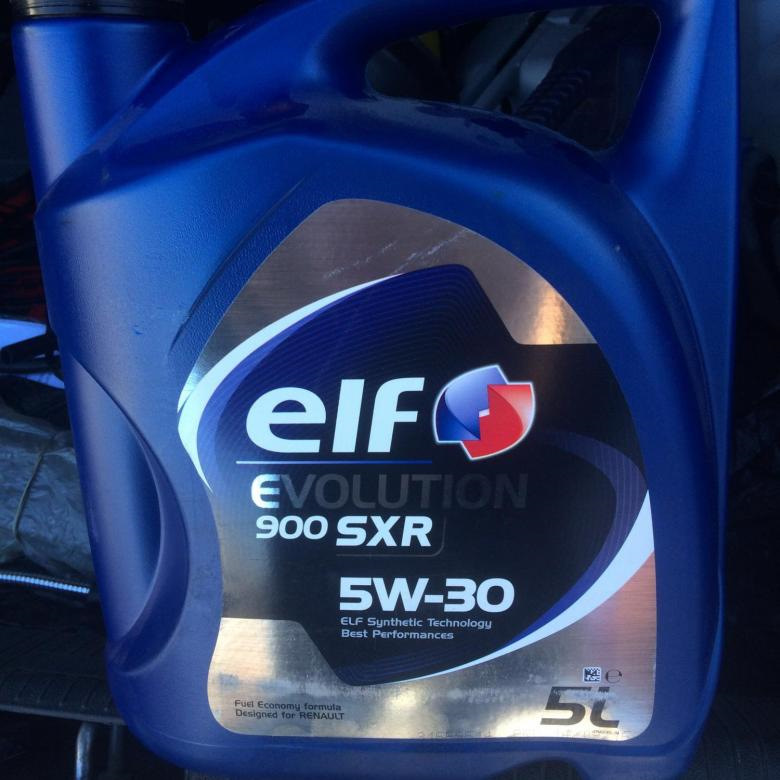 elf
EVOLUTION
900 SXR
5W-30
ELF Synthetic Technology
Best Performances
Fuel Economy formula
Designed for RENAULT
℮
5L